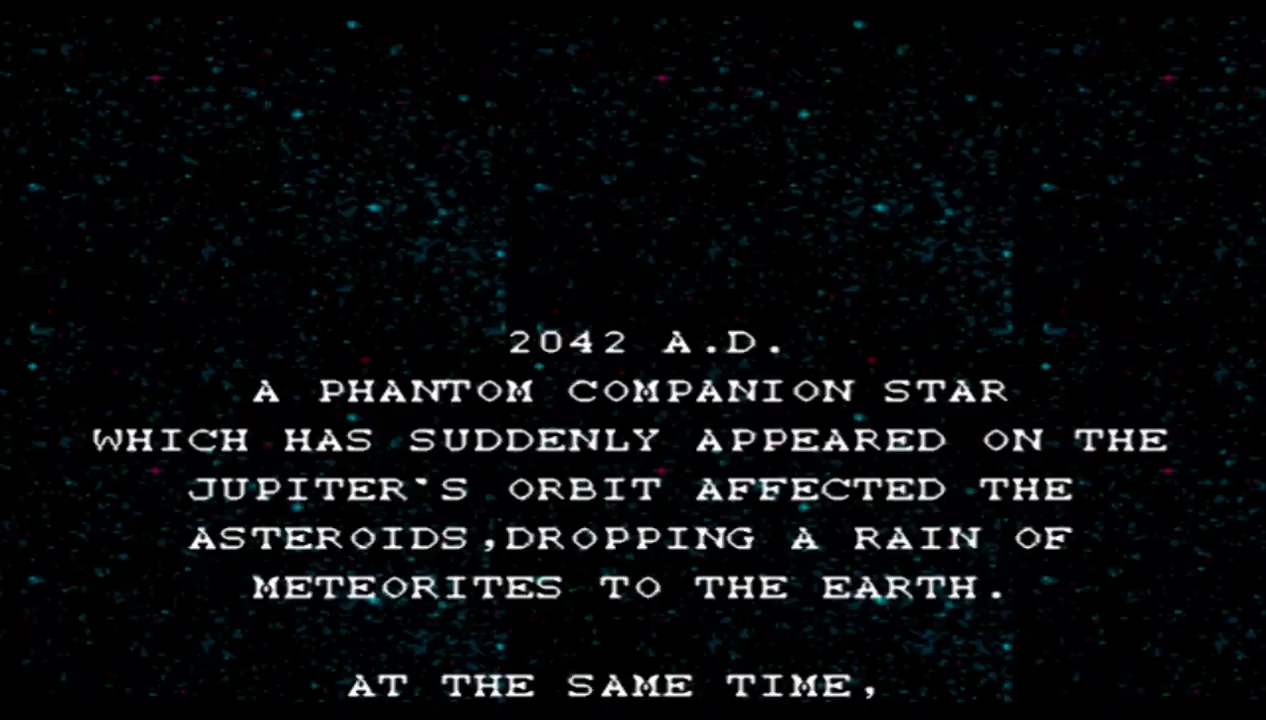 2042 A.D.
A PHANTOM COMPANION STAR
WHICH HAS SUDDENLY APPEARED ON THE
JUPITER`S ORBIT AFFECTED THE
ASTEROIDS,DROPPING A RAIN OF
METEORITES TO THE EARTH.
AT THE SAME TIME,